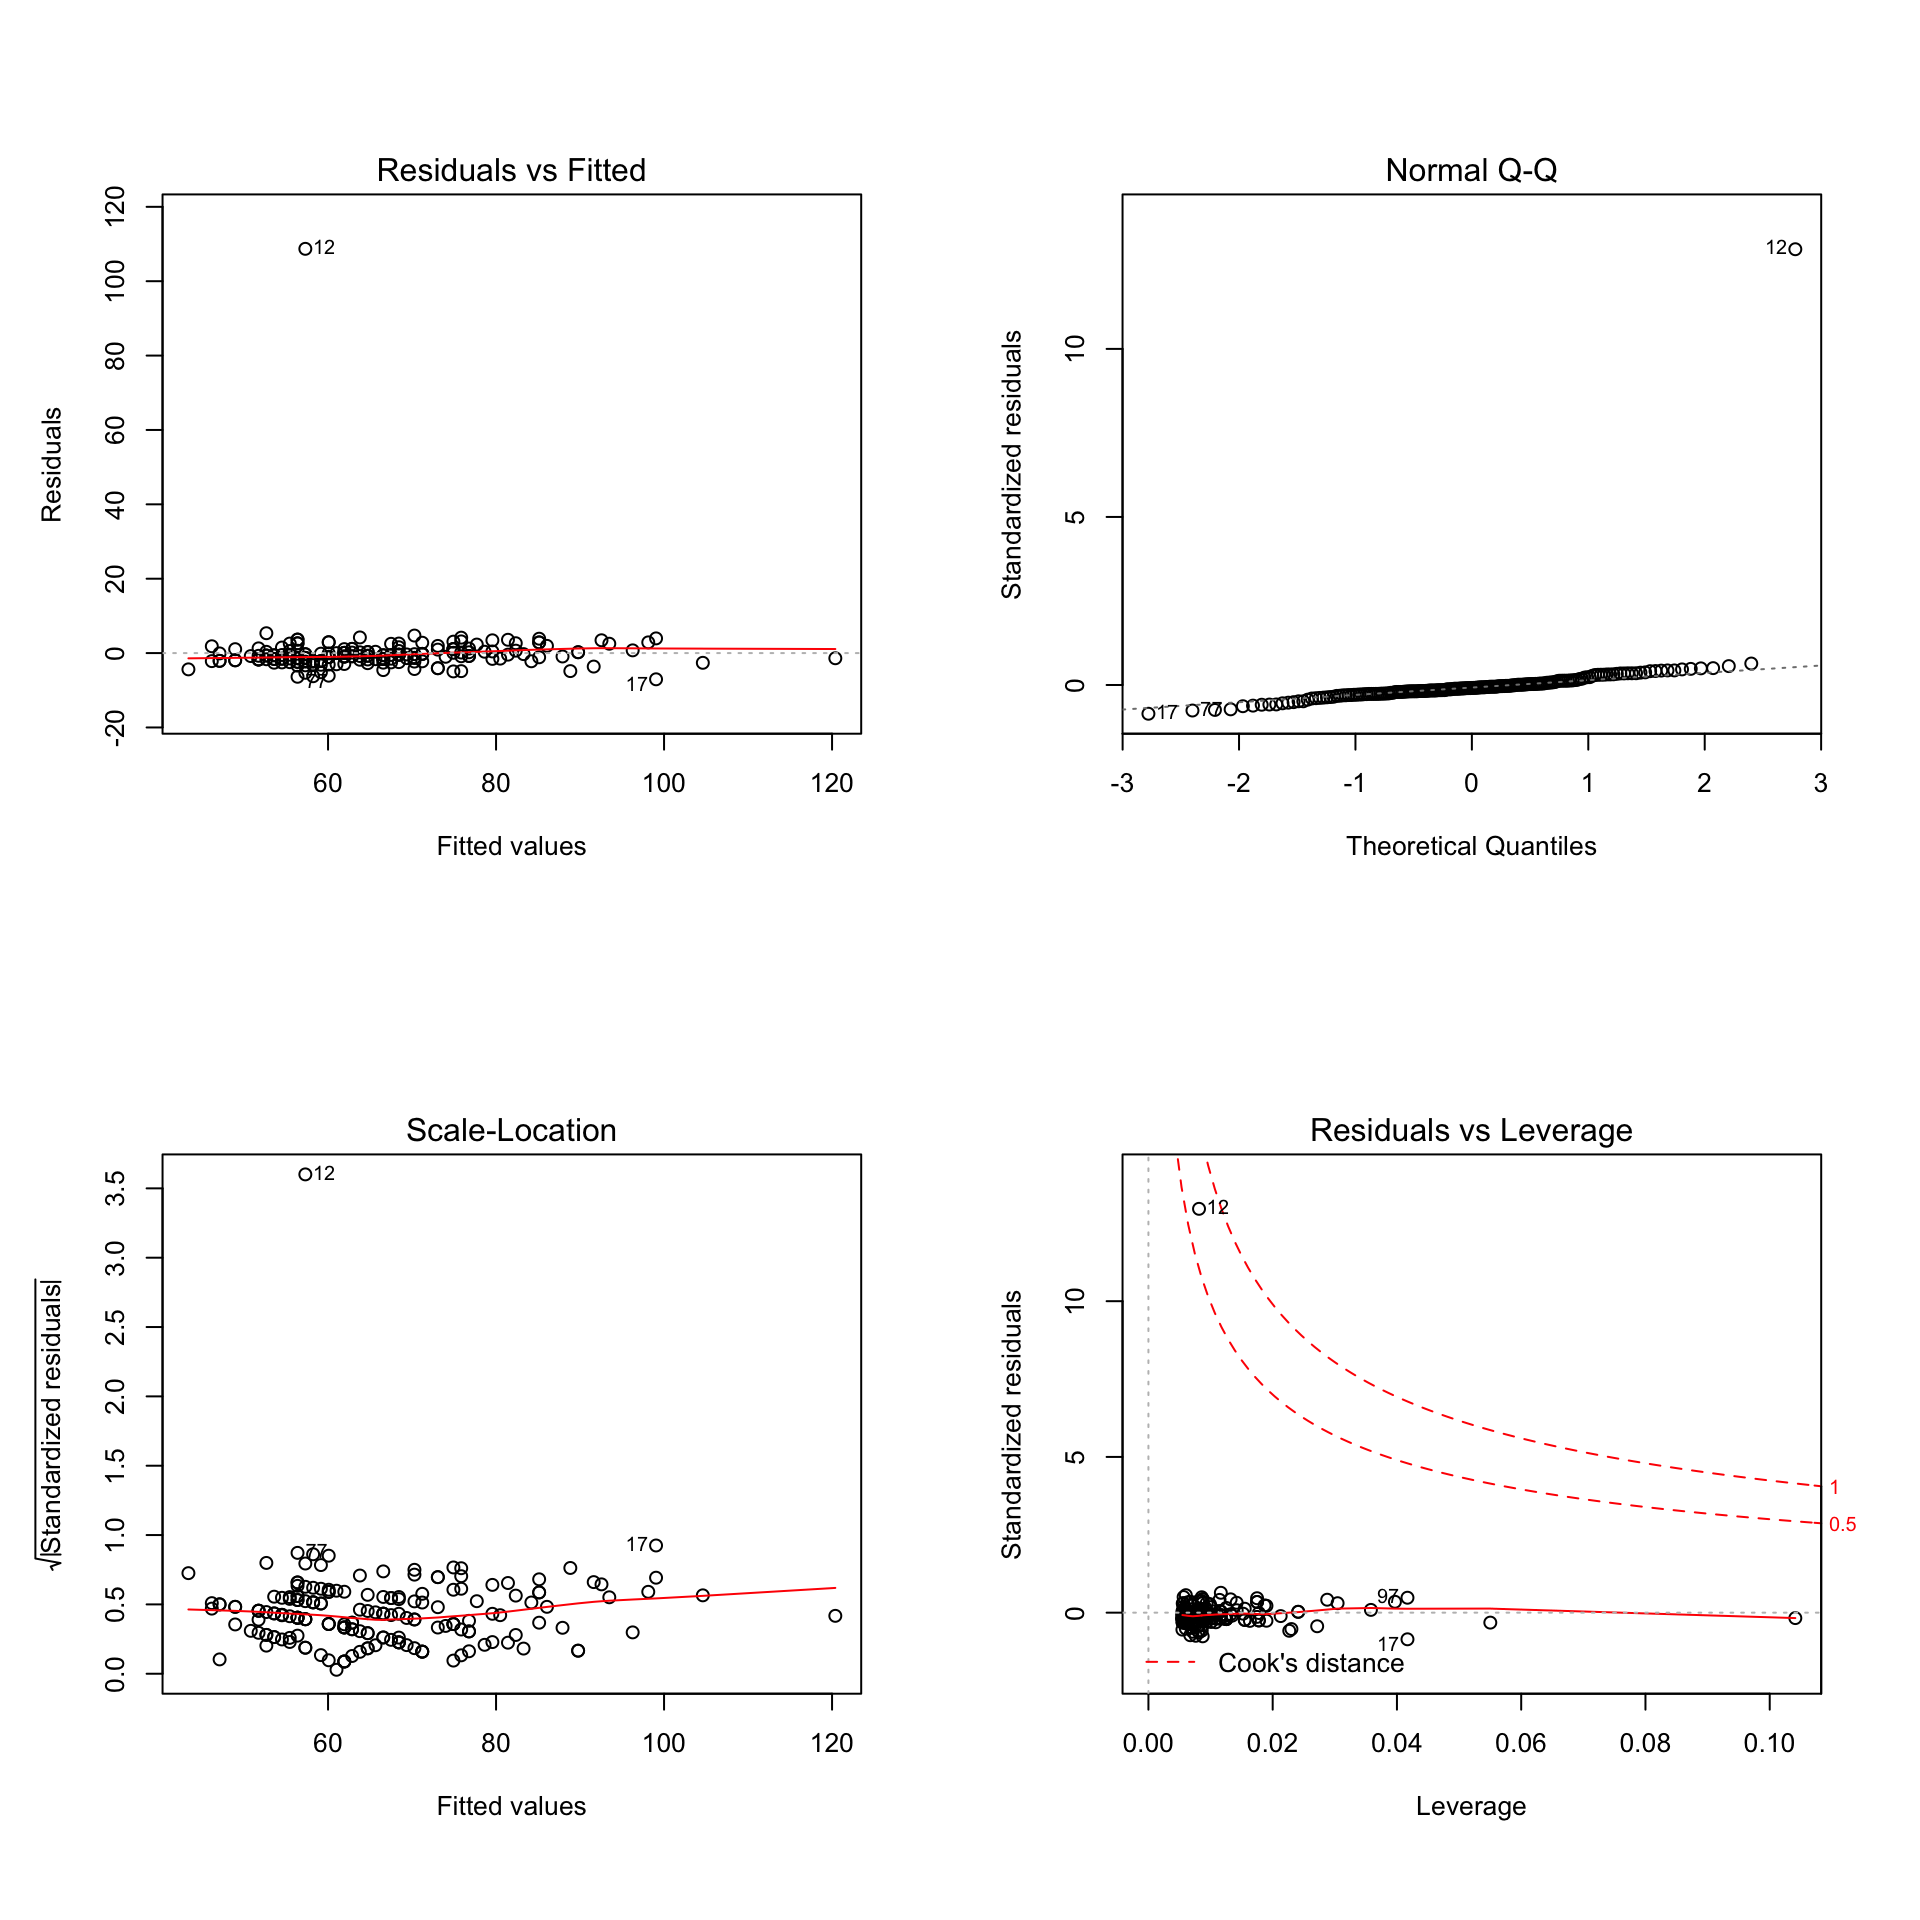 Residuals vs Fitted
Residuals
120
100
80
60
40
20
0
-20
12
77
17
60 80 100 120
Fitted values
Normal Q-Q
Standardized residuals
10
5
0
12
17
77
-3 -2 -1 0 1 2 3
Theoretical Quantiles
Scale-Location
√|Standardized residuals|
3.5
3.0
2.5
2.0
1.5
1.0
0.5
0.0
12
77
17
60 80 100 120
Fitted values
Residuals vs Leverage
Standardized residuals
10
5
0
12
1
0.5
97
17
Cook's distance
0.00 0.02 0.04 0.06 0.08 0.10
Leverage